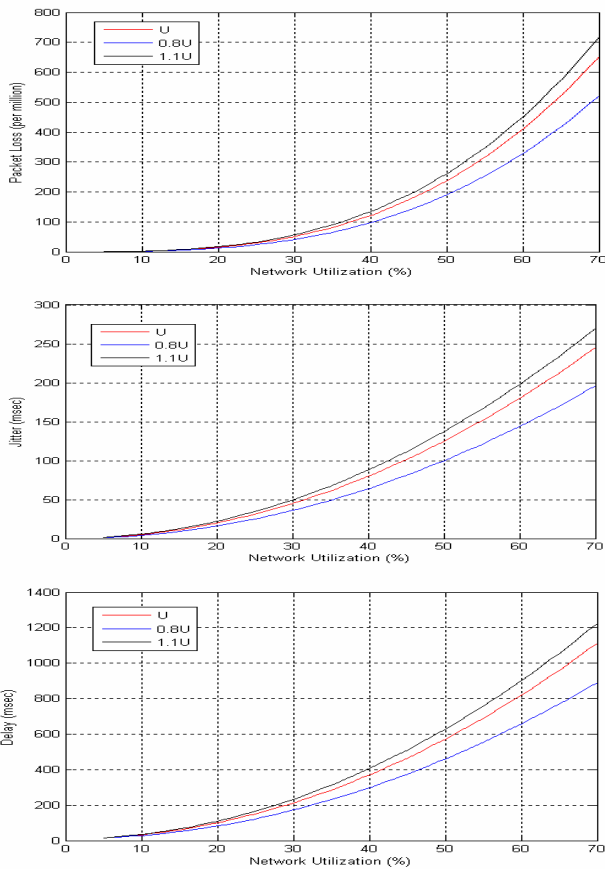 800
700
600
500
400
300
200
100
0
Packet Loss (per million)
U
0.8U
1.1U
0 10 20 30 40 50 60 70
Network Utilization (%)
300
250
200
150
100
50
0
Jitter (msec)
U
0.8U
1.1U
0 10 20 30 40 50 60 70
Network Utilization (%)
1400
1200
1000
800
600
400
200
0
Delay (msec)
U
0.8U
1.1U
0 10 20 30 40 50 60 70
Network Utilization (%)